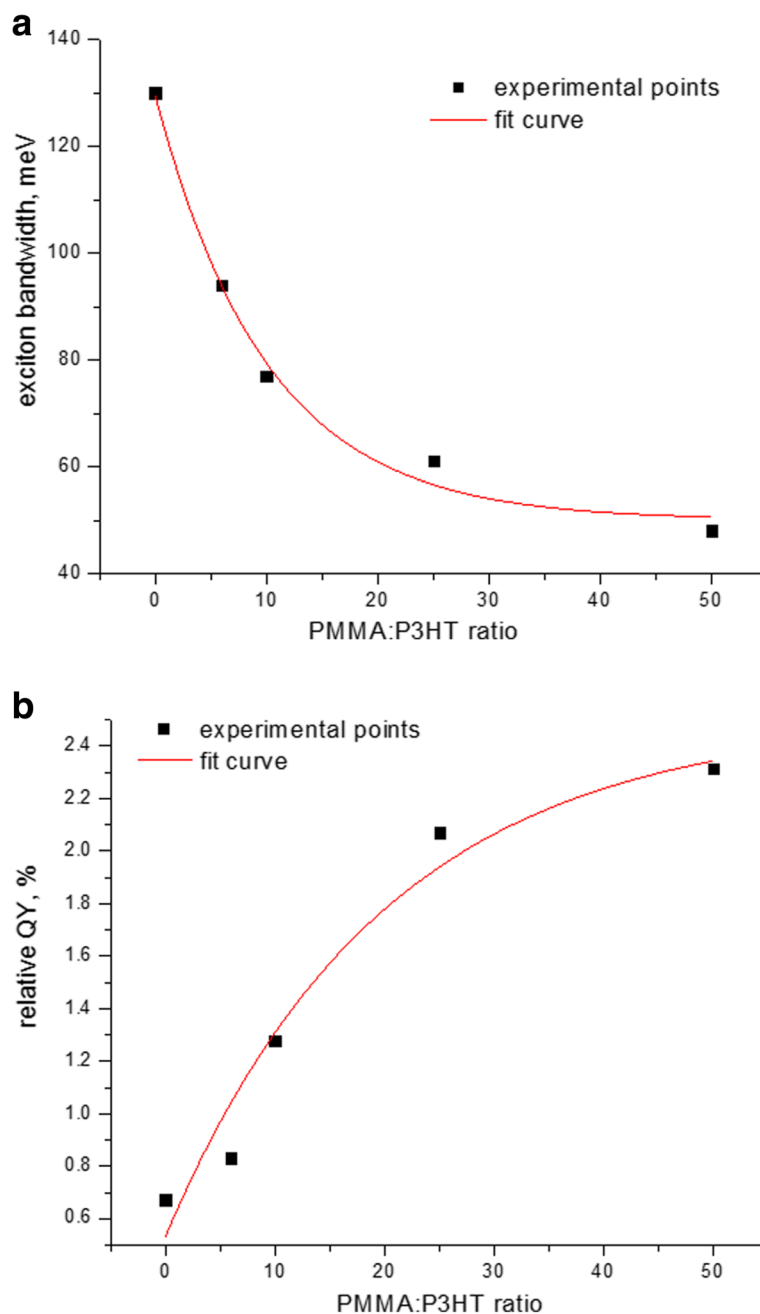 a
140
120
100
80
60
40
exciton bandwidth, meV
experimental points
fit curve
0 10 20 30 40 50
PMMA:P3HT ratio
b
2.4
2.2
2.0
1.8
1.6
1.4
1.2
1.0
0.8
0.6
relative QY, %
experimental points
fit curve
0 10 20 30 40 50
PMMA:P3HT ratio